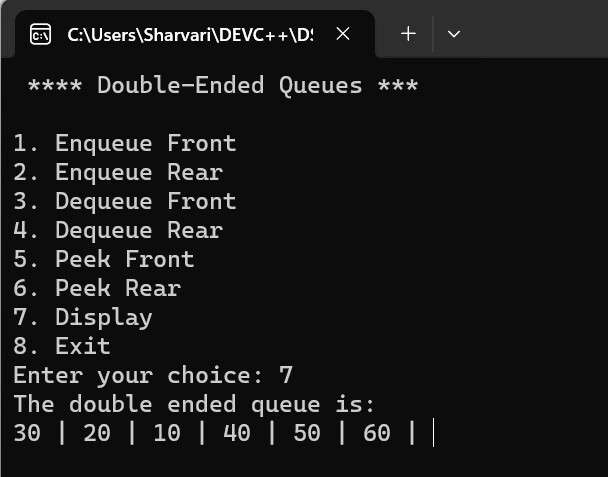 C:\Users\Sharvari\DEVC++\DS
**** Double-Ended Queues ***
1. Enqueue Front
2. Enqueue Rear
3. Dequeue Front
4. Dequeue Rear
5. Peek Front
6. Peek Rear
7. Display
8. Exit
Enter your choice: 7
The double ended queue is:
30 | 20 | 10 | 40 | 50 | 60 |